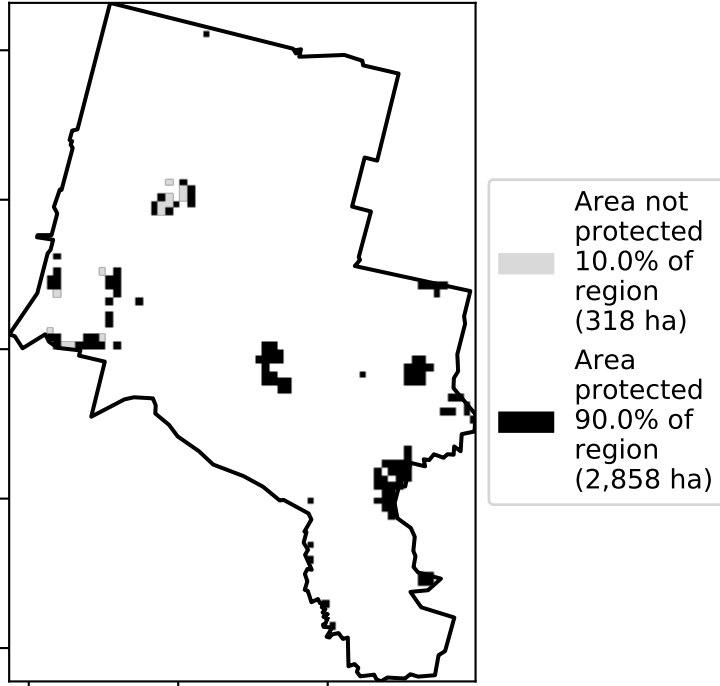 Area not
protected
10.0% of
region
(318 ha)
Area
protected
90.0% of
region
(2,858 ha)